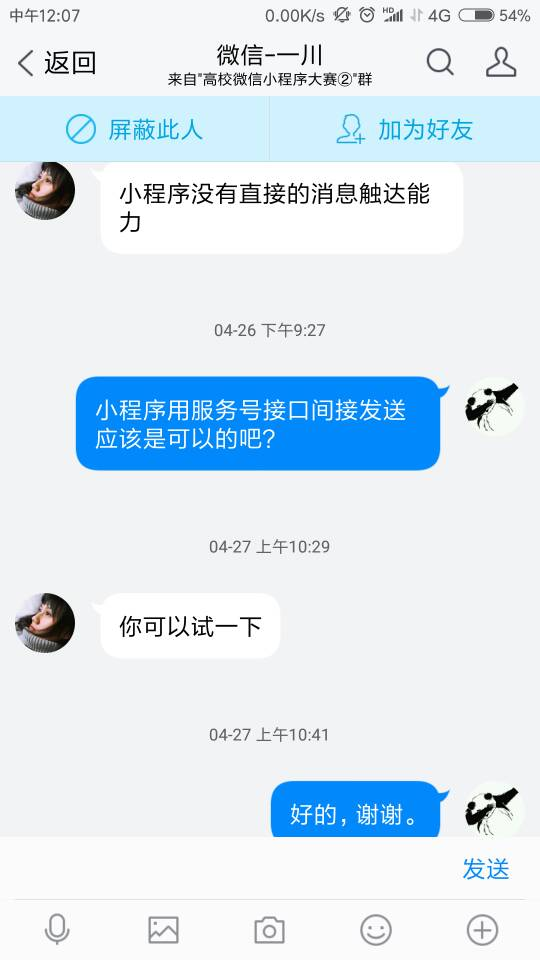 中午12:07
0.00K/s
HD
4G
54%
返回
微信-一川
来自"高校微信小程序大赛②"群
屏蔽此人
加为好友
小程序没有直接的消息触达能
力
04-26 下午9:27
小程序用服务号接口间接发送
应该是可以的吧?
04-27 上午10:29
你可以试一下
04-27 上午10:41
好的，谢谢。
发送